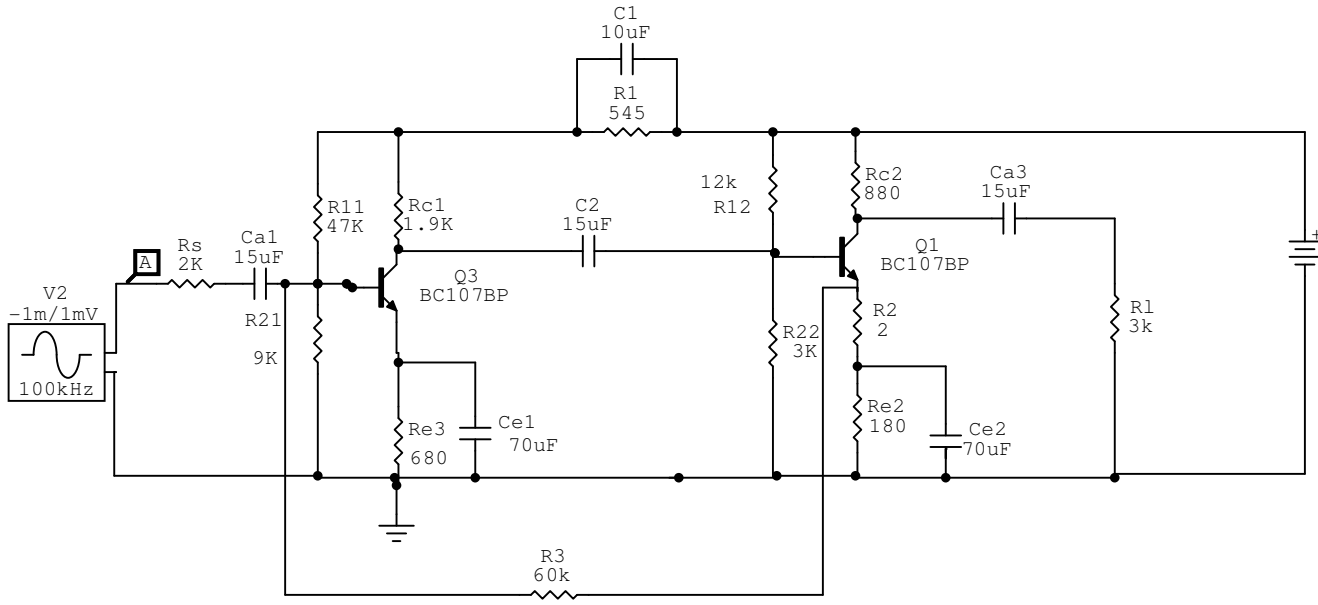 C1
10uF
R1
545
12k
R12
Rc2
880
Ca3
15uF
R11
47K
Rc1
1.9K
C2
15uF
Rs
2K
Ca1
15uF
A
Q3
BC107BP
Q1
BC107BP
+
V2
-1m/1mV
100kHz
R21
9K
R22
3K
R2
2
Rl
3k
Re3
680
Ce1
70uF
Re2
180
Ce2
70uF
R3
60k